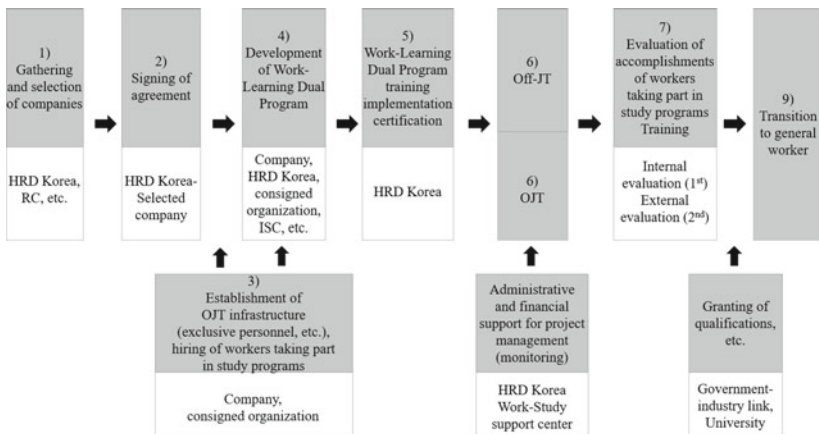 1)
Gathering
and selection
of companies
HRD Korea,
RC, etc.
2)
Signing of
agreement
HRD Korea-
Selected
company
4)
Development
of Work-
Learning Dual
Program
Company,
HRD Korea,
consigned
organization,
ISC, etc.
5)
Work-Learning
Dual Program
training
implementation
certification
HRD Korea
6)
Off-JT
6)
OJT
7)
Evaluation of
accomplishments
of workers
taking part in
study programs
Training
Internal
evaluation (1st)
External
evaluation (2nd)
9)
Transition
to general
worker
3)
Establishment of
OJT infrastructure
(exclusive personnel, etc.),
hiring of workers taking part
in study programs
Company,
consigned organization
Administrative
and financial
support for project
management
(monitoring)
HRD Korea
Work-Study
support center
Granting of
qualifications,
etc.
Government-
industry link,
University